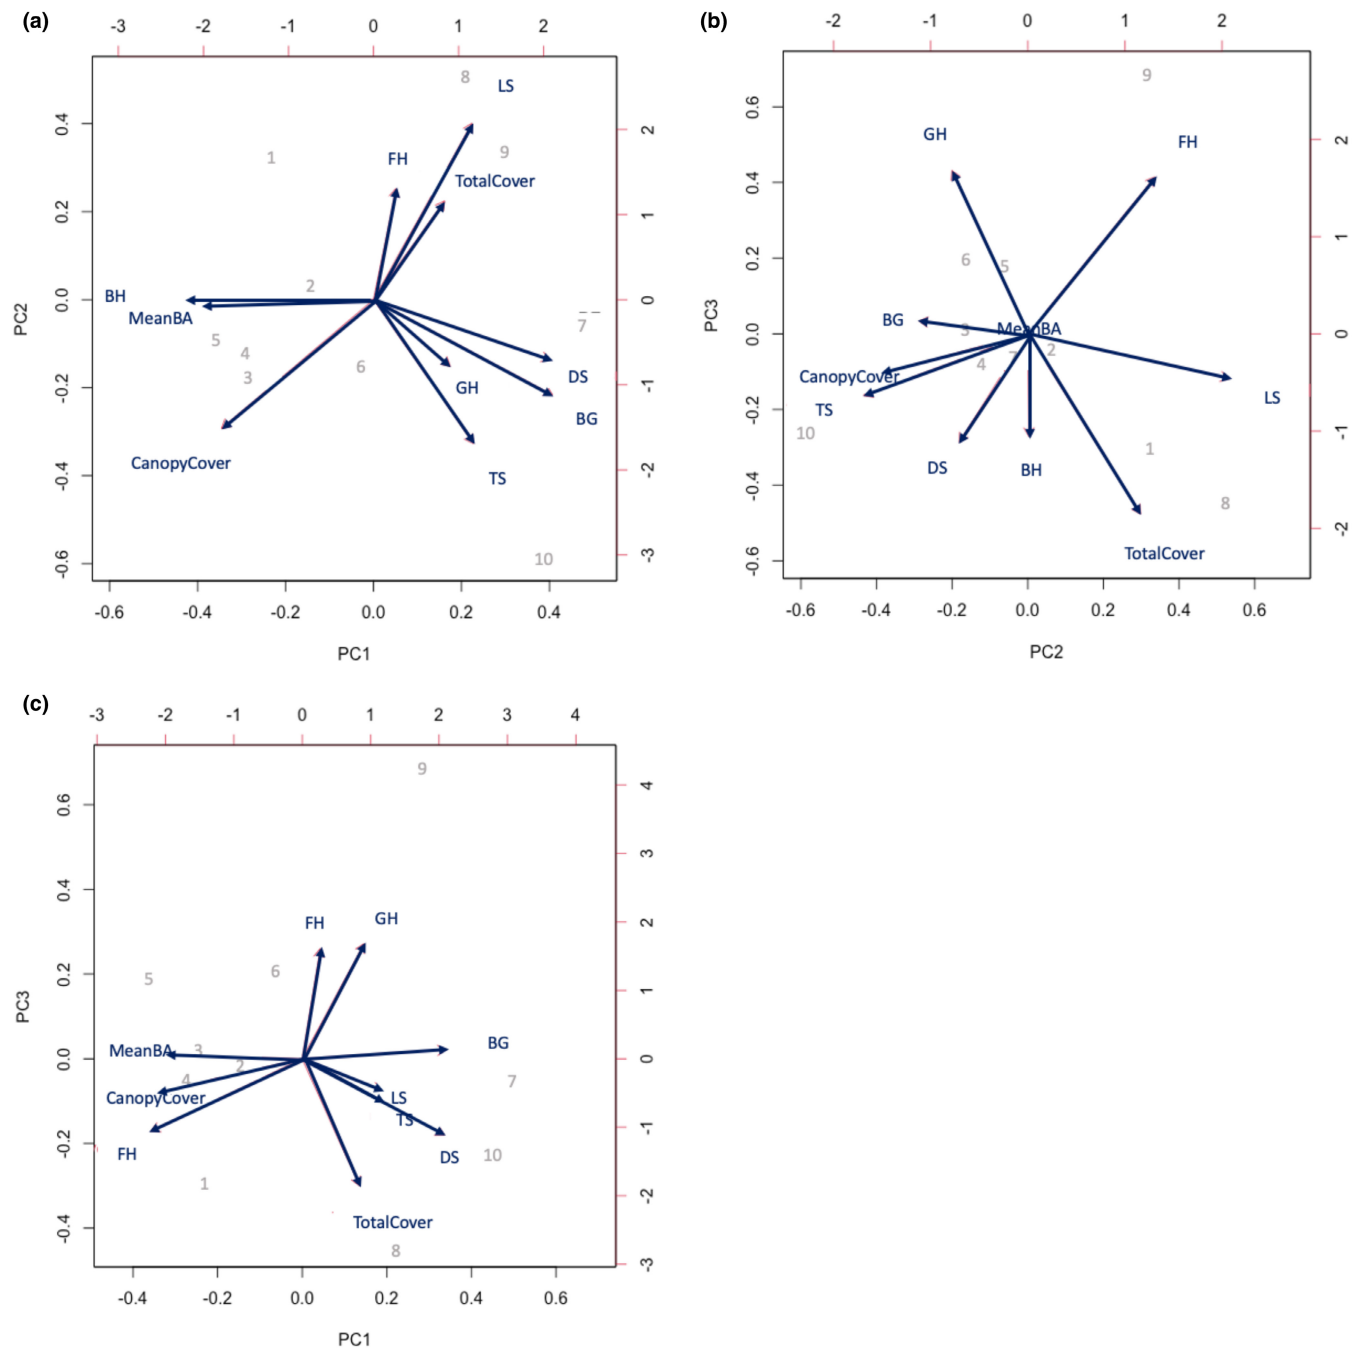 (a)
-3 -2 -1 0 1 2
8
LS
0.4
2
1
FH
9
TotalCover
0.2
1
BH
2
0.0
0
MeanBA
7
PC2
5
4
3
6
GH
DS
-0.2
-1
BG
CanopyCover
TS
-0.4
-2
10
-0.6
-3
-0.6 -0.4 -0.2 0.0 0.2 0.4
PC1
(b)
-2 -1 0 1 2
9
0.6
GH
FH
2
0.4
6
5
0.2
1
BG
3
MeanBA
PC3
0.0
0
2
7
4
CanopyCover
TS
LS
-0.2
-1
10
DS
BH
1
-0.4
8
-2
TotalCover
-0.6
-0.6 -0.4 -0.2 0.0 0.2 0.4 0.6
PC2
(c)
-3 -2 -1 0 1 2 3 4
9
4
0.6
3
0.4
FH
GH
2
5
6
0.2
1
PC3
MeanBA
3
BG
0.0
0
2
4
7
CanopyCover
LS
TS
-1
FH
DS
10
-0.2
1
-2
TotalCover
-0.4
8
-3
-0.4 -0.2 0.0 0.2 0.4 0.6
PC1